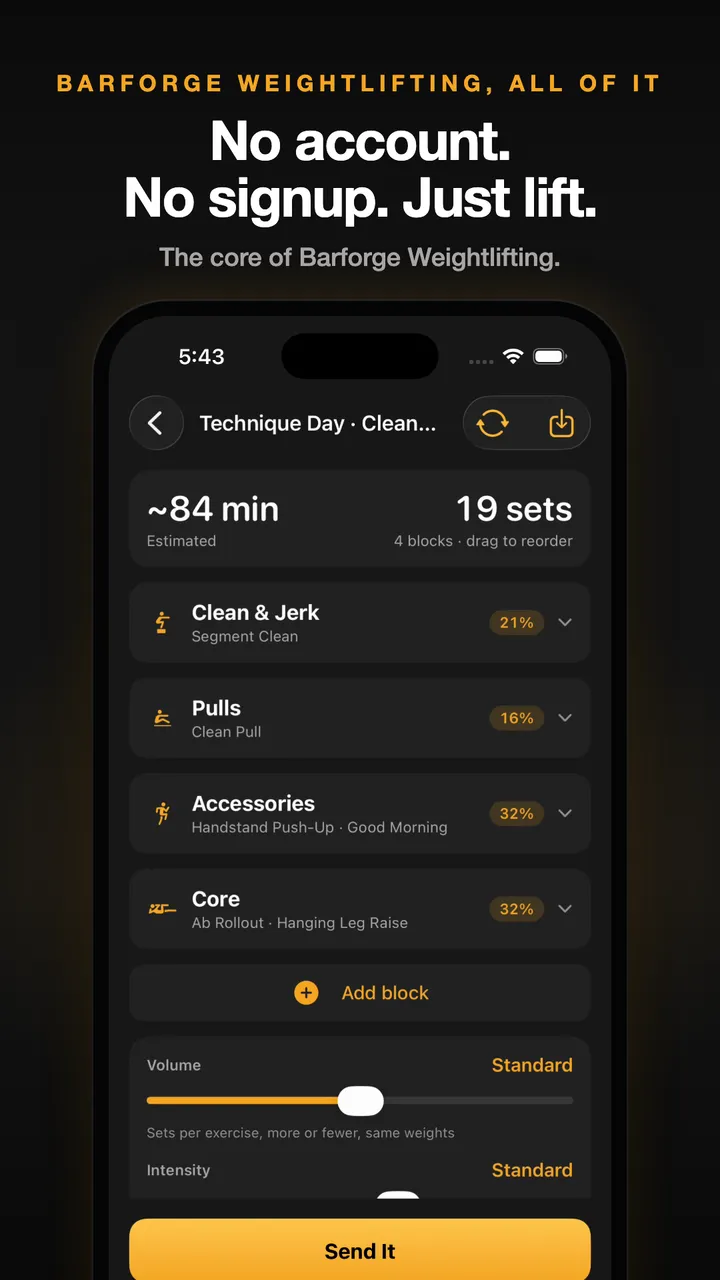 BARFORGE WEIGHTLIFTING, ALL OF IT
No account.
No signup. Just lift.
The core of Barforge Weightlifting.
5:43
Technique Day · Clean...
~84 min
19 sets
Estimated
4 blocks · drag to reorder
Clean & Jerk
Segment Clean
21%
Pulls
Clean Pull
16%
Accessories
Handstand Push-Up · Good Morning
32%
Core
Ab Rollout · Hanging Leg Raise
32%
Add block
Volume
Standard
Sets per exercise, more or fewer, same weights
Intensity
Standard
Send It